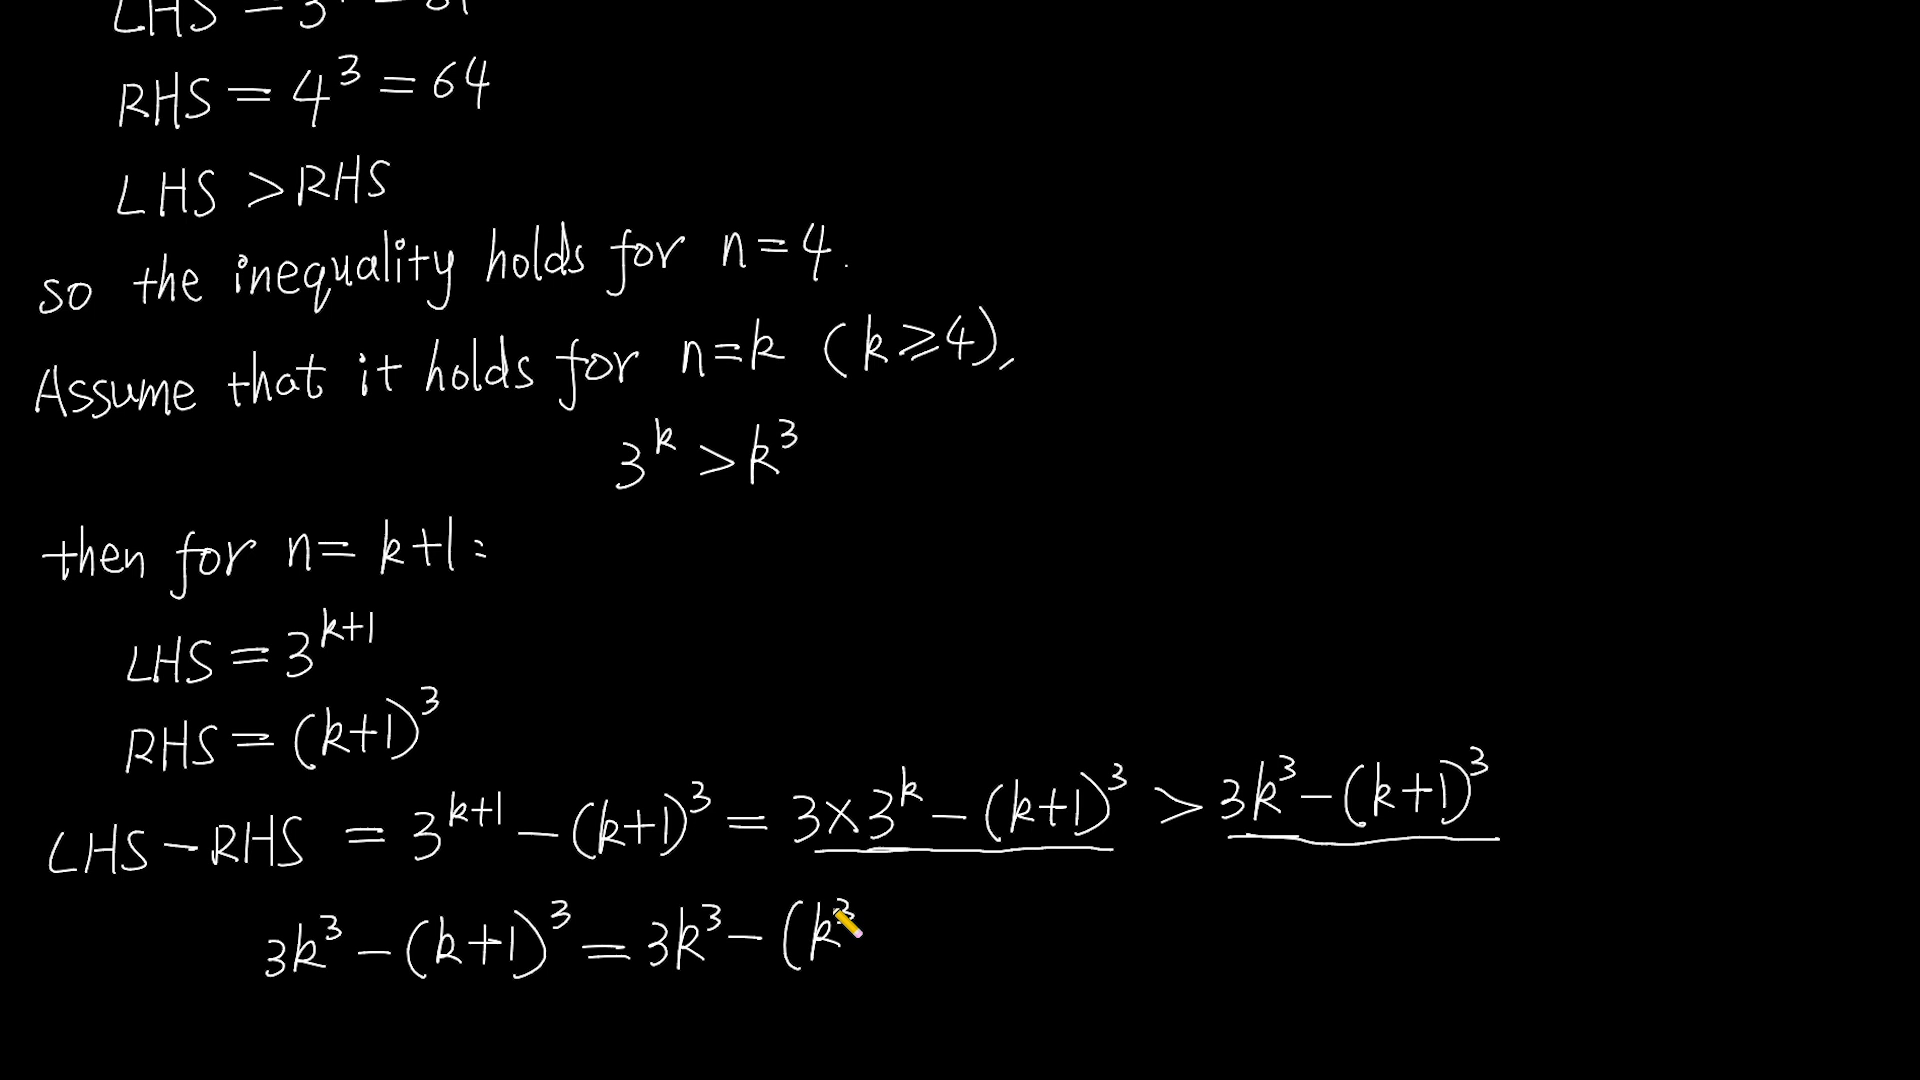 RHS = 4³ = 64
LHS > RHS
so the inequality holds for n = 4.
Assume that it holds for n=k (k≥4),
3ᵏ > k³
then for n= k+1:
LHS = 3ᵏ⁺¹
RHS = (k+1)³
LHS - RHS = 3ᵏ⁺¹ - (k+1)³ = 3×3ᵏ - (k+1)³ > 3k³ - (k+1)³
3k³ - (k+1)³ = 3k³ - (k³